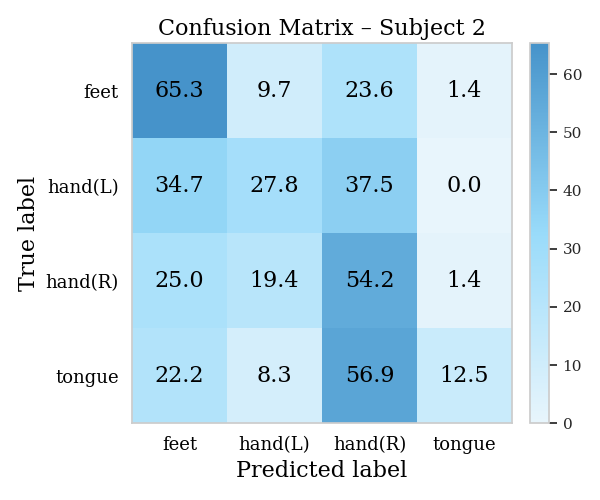 Confusion Matrix – Subject 2
True label
feet 65.3 9.7 23.6 1.4
hand(L) 34.7 27.8 37.5 0.0
hand(R) 25.0 19.4 54.2 1.4
tongue 22.2 8.3 56.9 12.5
feet hand(L) hand(R) tongue
Predicted label
60
50
40
30
20
10
0